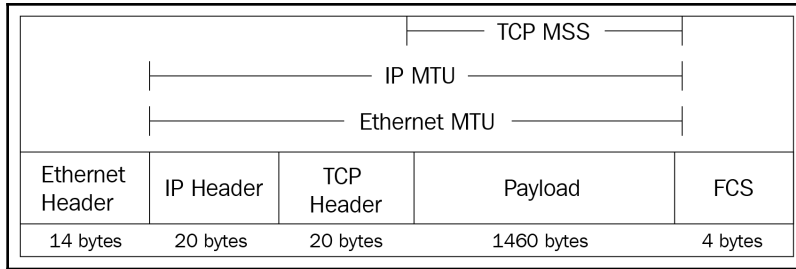 TCP MSS
IP MTU
Ethernet MTU
Ethernet Header
IP Header
TCP Header
Payload
FCS
14 bytes
20 bytes
20 bytes
1460 bytes
4 bytes